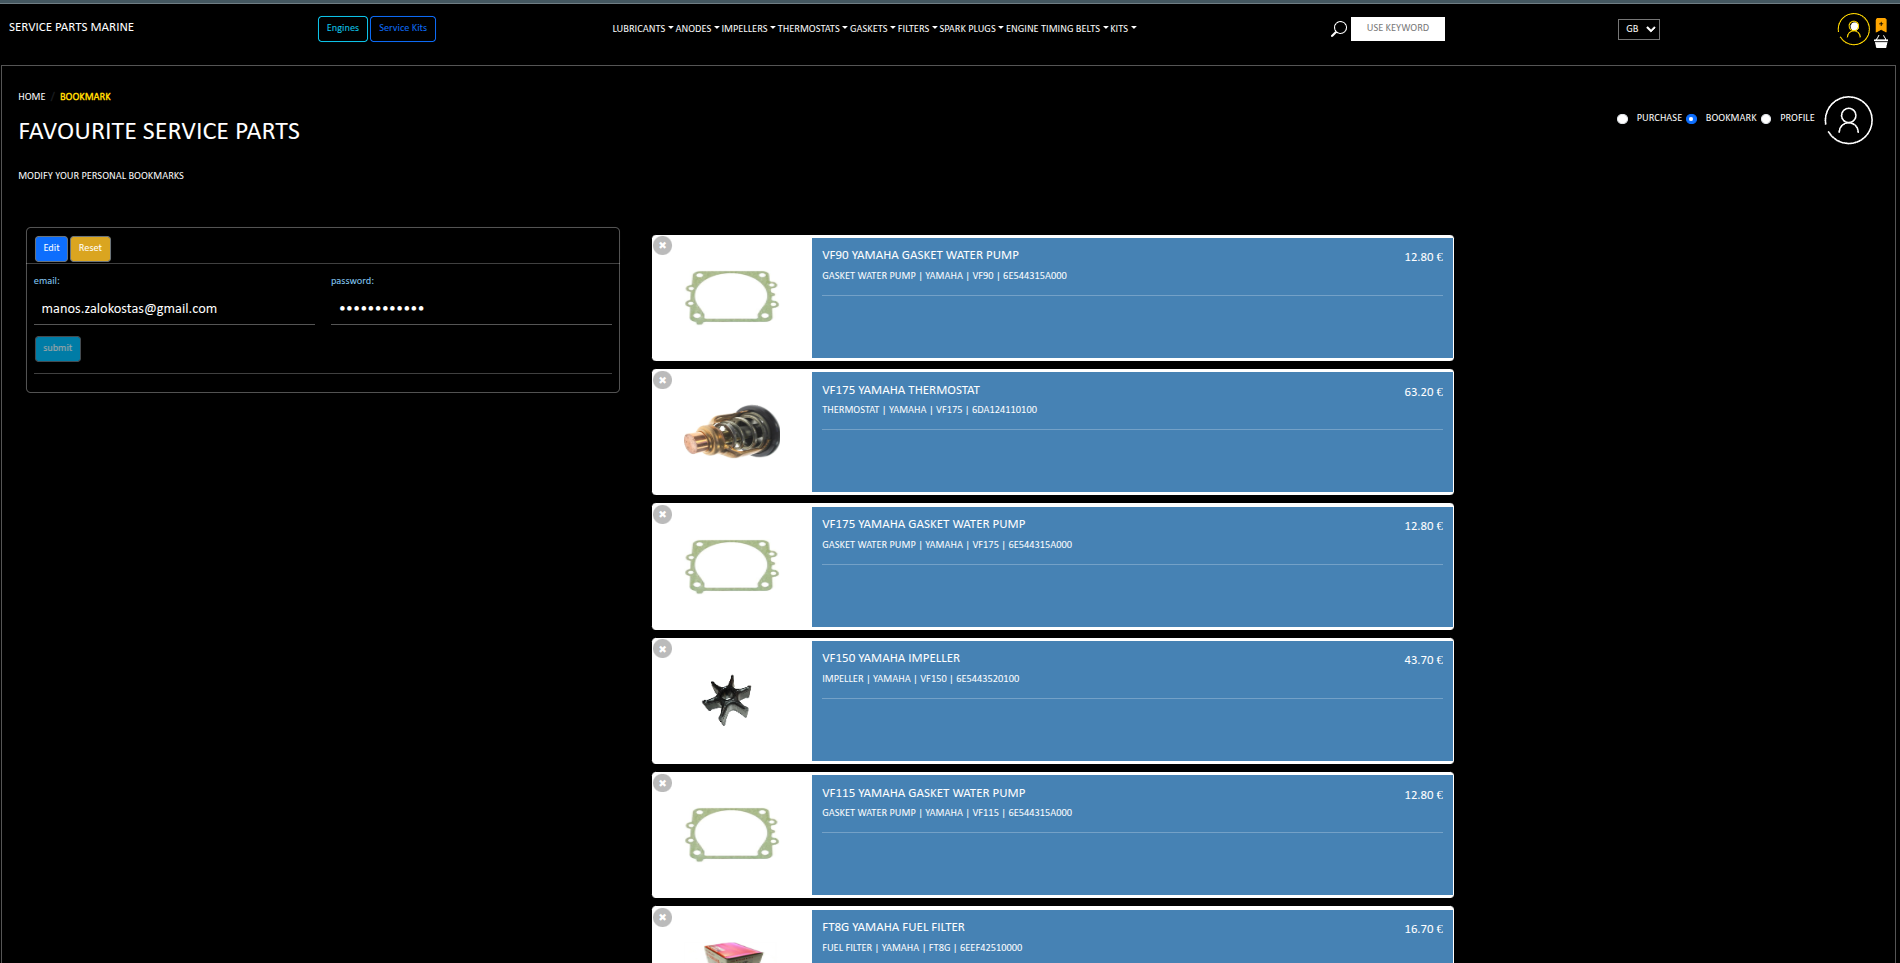 SERVICE PARTS MARINE
Engines Service Kits
LUBRICANTS ANODES IMPELLERS THERMOSTATS GASKETS FILTERS SPARK PLUGS ENGINE TIMING BELTS KITS
USE KEYWORD
GB
HOME / BOOKMARK
FAVOURITE SERVICE PARTS
PURCHASE BOOKMARK PROFILE
MODIFY YOUR PERSONAL BOOKMARKS
Edit Reset
email: password:
manos.zalokostas@gmail.com ••••••••••••
submit
VF90 YAMAHA GASKET WATER PUMP 12.80 €
GASKET WATER PUMP | YAMAHA | VF90 | 6E544315A000
VF175 YAMAHA THERMOSTAT 63.20 €
THERMOSTAT | YAMAHA | VF175 | 6DA124110100
VF175 YAMAHA GASKET WATER PUMP 12.80 €
GASKET WATER PUMP | YAMAHA | VF175 | 6E544315A000
VF150 YAMAHA IMPELLER 43.70 €
IMPELLER | YAMAHA | VF150 | 6E5443520100
VF115 YAMAHA GASKET WATER PUMP 12.80 €
GASKET WATER PUMP | YAMAHA | VF115 | 6E544315A000
FT8G YAMAHA FUEL FILTER 16.70 €
FUEL FILTER | YAMAHA | FT8G | 6EEF42510000